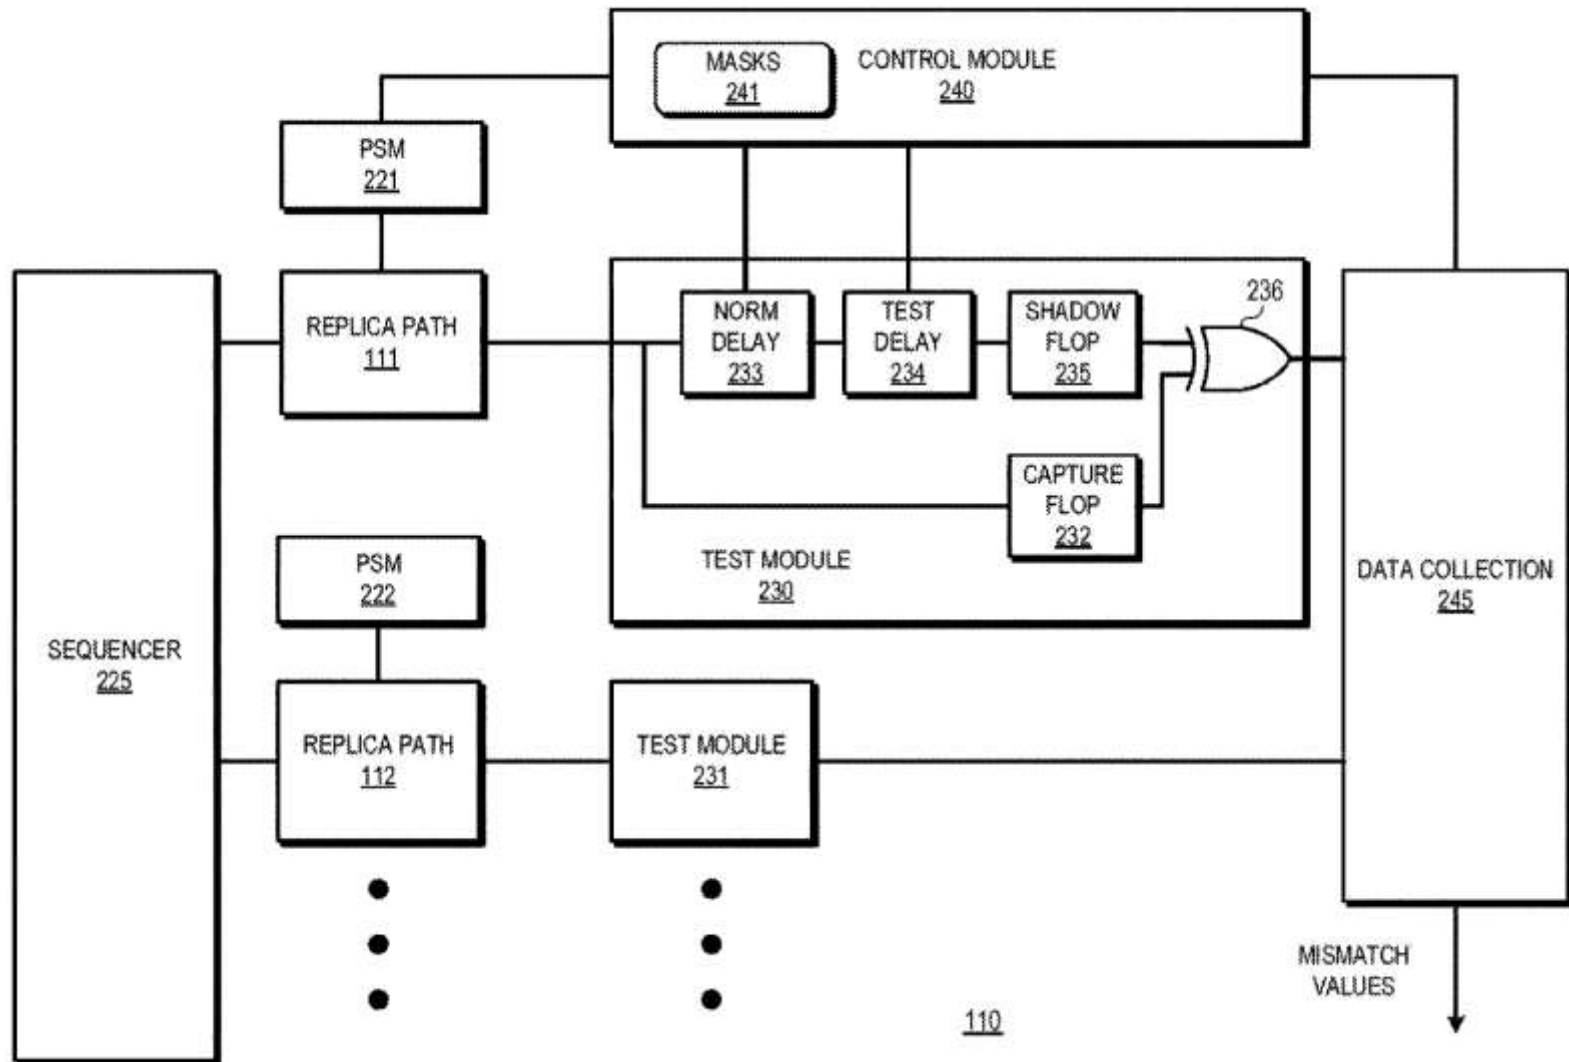 MASKS
241
CONTROL MODULE
240
PSM
221
REPLICA PATH
111
NORM
DELAY
233
TEST
DELAY
234
SHADOW
FLOP
235
236
CAPTURE
FLOP
232
TEST MODULE
230
PSM
222
SEQUENCER
225
DATA COLLECTION
245
REPLICA PATH
112
TEST MODULE
231
MISMATCH
VALUES
110